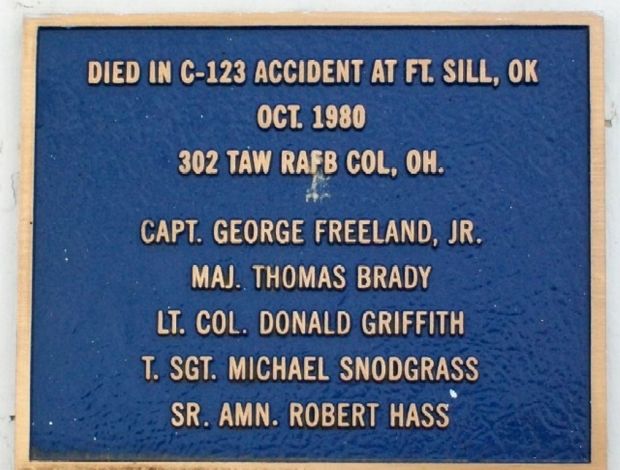 DIED IN C-123 ACCIDENT AT FT. SILL, OK
OCT. 1980
302 TAW RAFB COL, OH.
CAPT. GEORGE FREELAND, JR.
MAJ. THOMAS BRADY
LT. COL. DONALD GRIFFITH
T. SGT. MICHAEL SNODGRASS
SR. AMN. ROBERT HASS